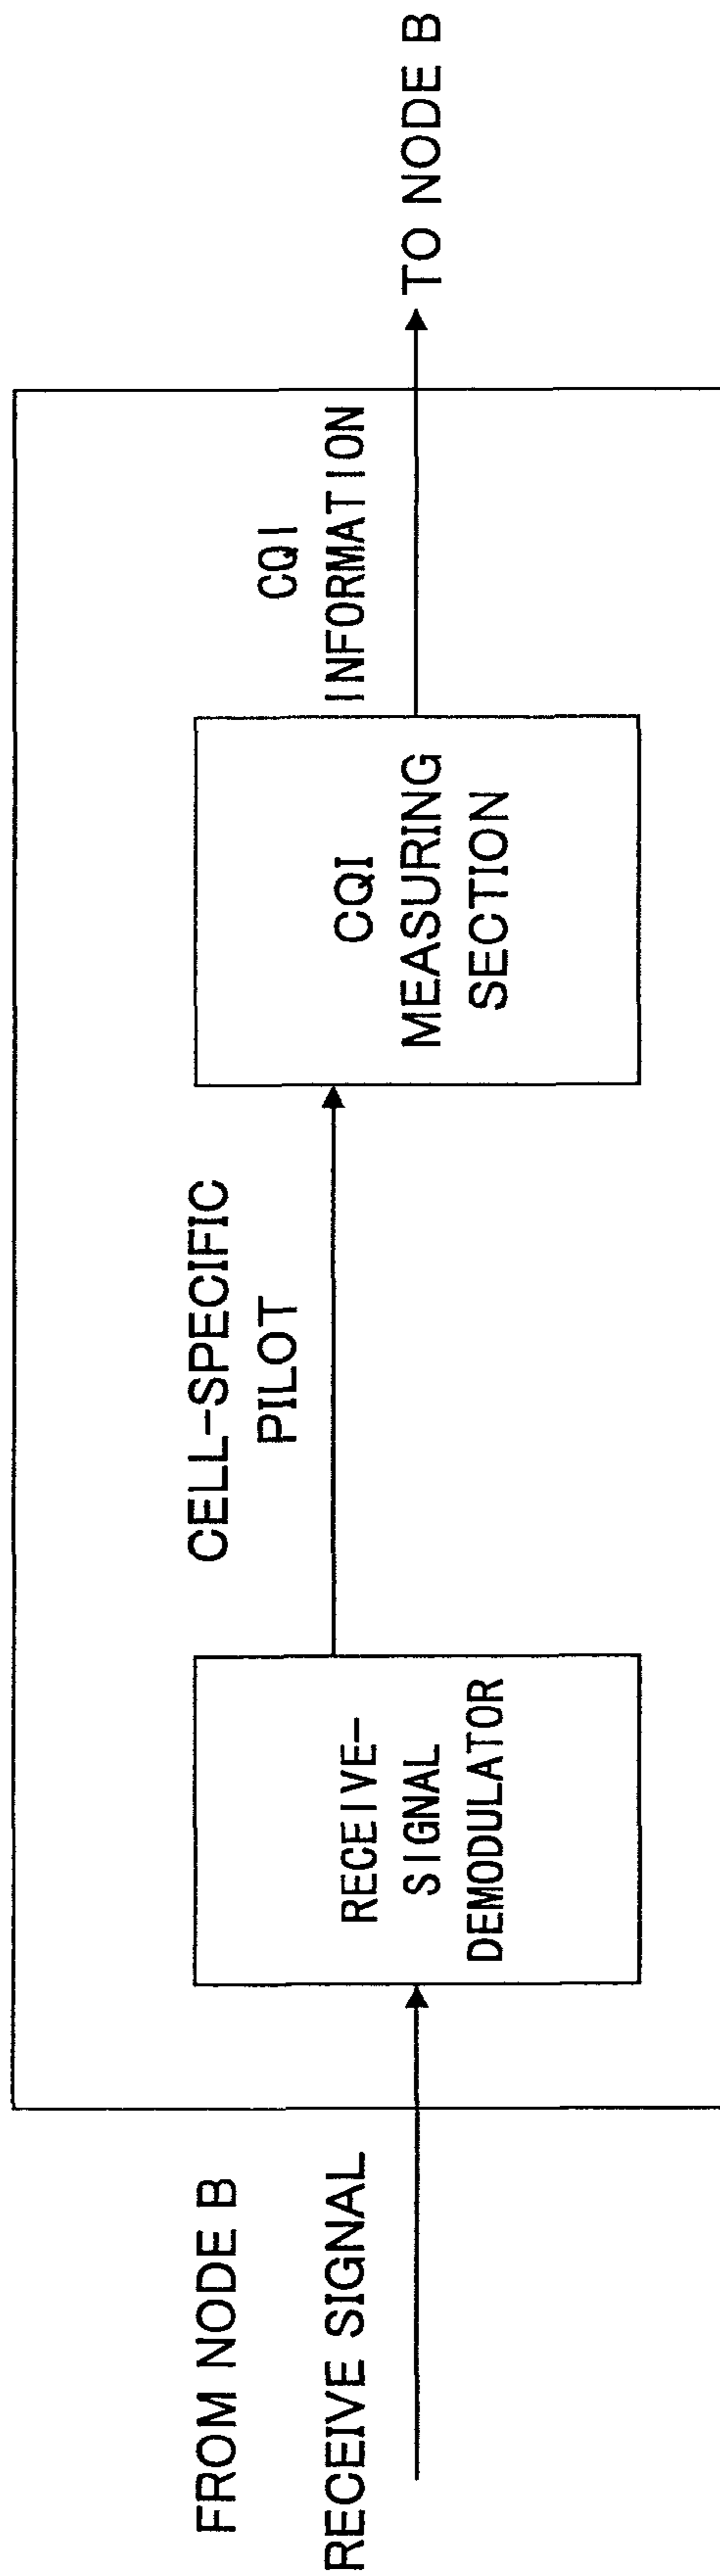 FROM NODE B
RECEIVE SIGNAL
RECEIVE-
SIGNAL
DEMODULATOR
CELL-SPECIFIC
PILOT
CQI
MEASURING
SECTION
CQI
INFORMATION
TO NODE B